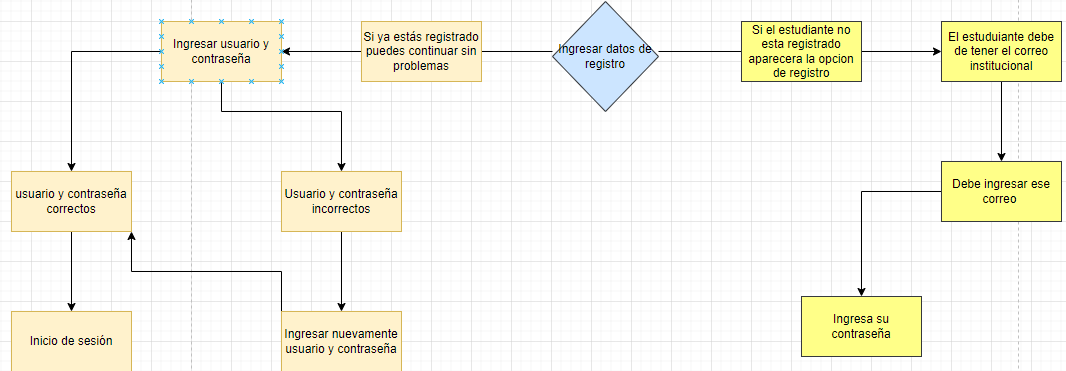 Ingresar usuario y
contraseña
Si ya estás registrado
puedes continuar sin
problemas
Ingresar datos de
registro
Si el estudiante no
esta registrado
aparecera la opcion
de registro
El estudiuante debe
de tener el correo
institucional
usuario y contraseña
correctos
Usuario y contraseña
incorrectos
Debe ingresar ese
correo
Inicio de sesión
Ingresar nuevamente
usuario y contraseña
Ingresa su
contraseña